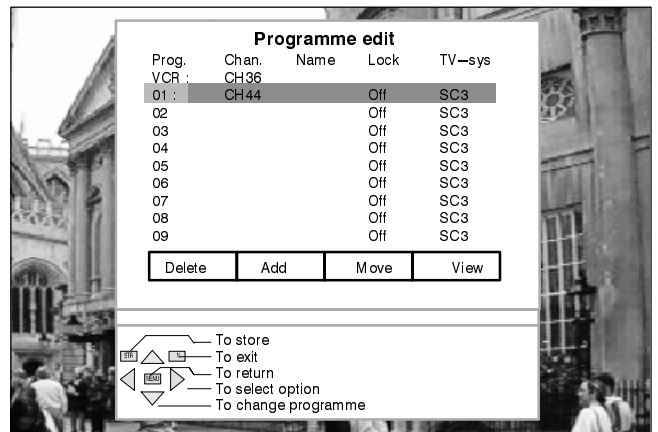 Programme edit
Prog. Chan. Name Lock TV-sys
VCR : CH36
01 : CH44 Off SC3
02 Off SC3
03 Off SC3
04 Off SC3
05 Off SC3
06 Off SC3
07 Off SC3
08 Off SC3
09 Off SC3
Delete Add Move View
To store
STR
To exit
To return
MENU
To select option
To change programme